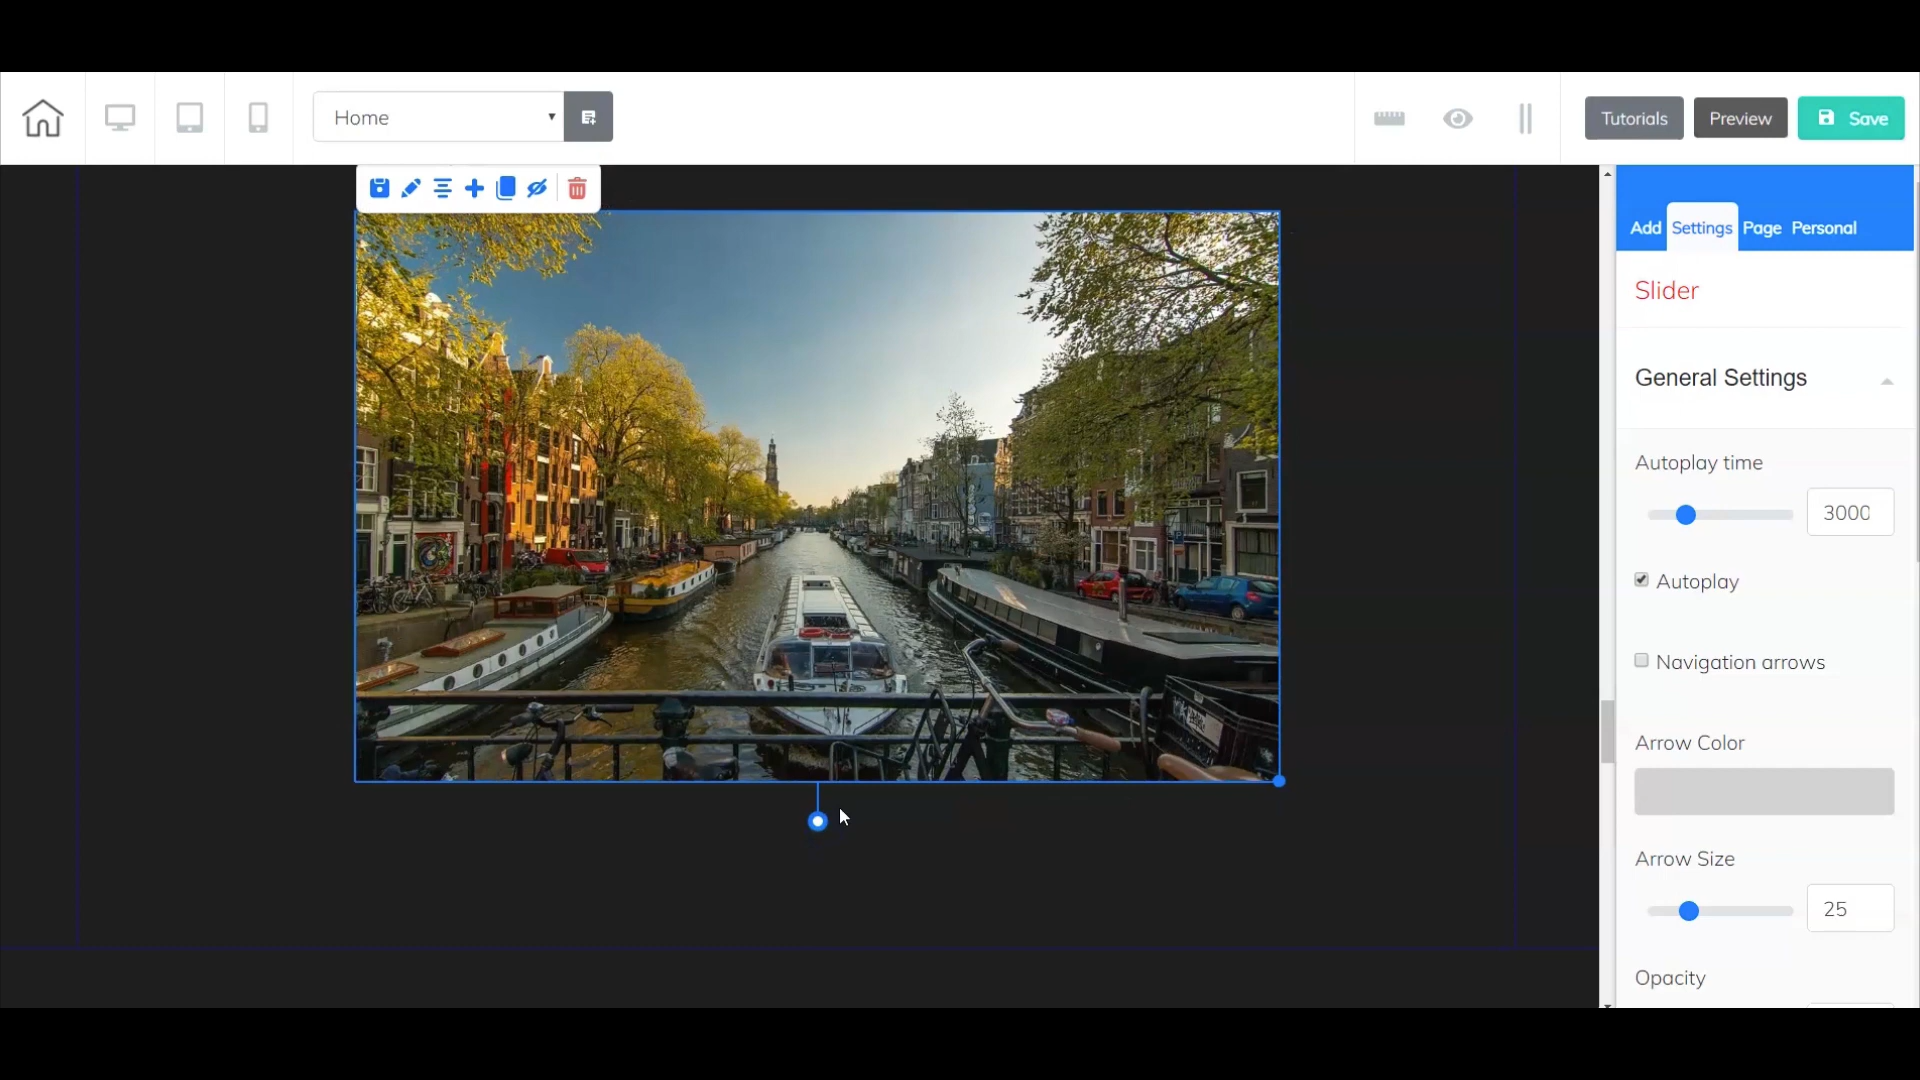 Home
Tutorials
Preview
Save
Add Settings Page Personal
Slider
General Settings
Autoplay time
3000
Autoplay
Navigation arrows
Arrow Color
Arrow Size
25
Opacity